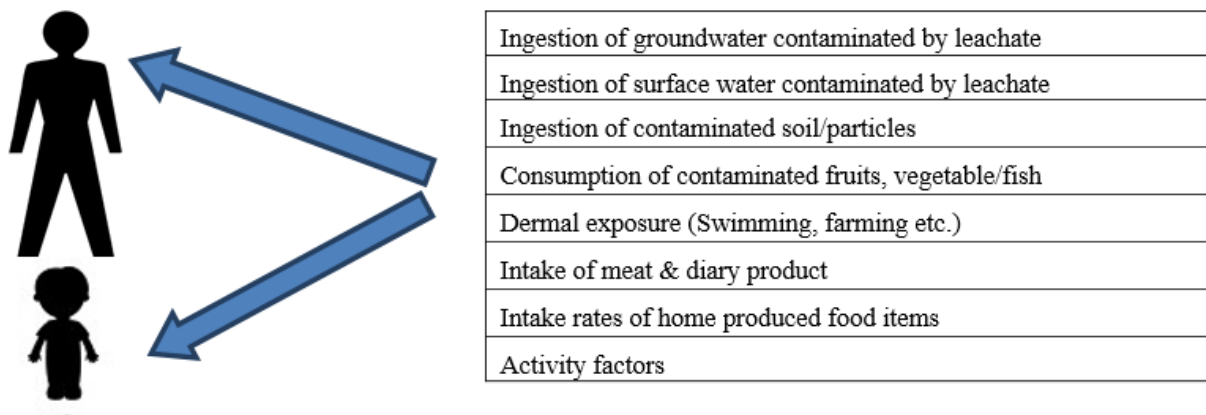 Ingestion of groundwater contaminated by leachate
Ingestion of surface water contaminated by leachate
Ingestion of contaminated soil/particles
Consumption of contaminated fruits, vegetable/fish
Dermal exposure (Swimming, farming etc.)
Intake of meat & diary product
Intake rates of home produced food items
Activity factors